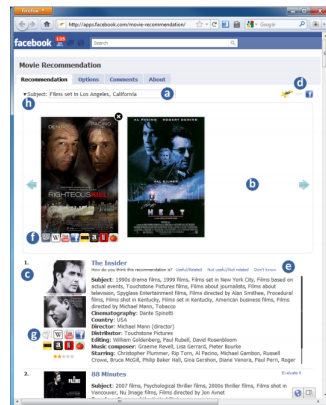 Firefox
http://apps.facebook.com/movie-recommendation/
Google
facebook
Search
Movie Recommendation
Recommendation Options Comments About
▾Subject: Films set in Los Angeles, California
a
d
h
DE NIRO PACINO
RIGHTEOUS KILL
AL PACINO ROBERT DE NIRO
VAL KILMER
HEAT
b
f
1.
The Insider
c
How do you think the recommendation is? Useful/Related Not useful/Not related Don't know
e
Subject: 1990s drama films, 1999 films, Films set in New York City, Films based on
actual events, Touchstone Pictures films, Films about journalists, Films about
television, Spyglass Entertainment films, Films directed by Michael Mann, Procedural
films, Films shot in Kentucky, Films set in Kentucky, American business films, Films
directed by Michael Mann, Tobacco
Cinematography: Dante Spinotti
Country: USA
Director: Michael Mann (director)
Distributor: Touchstone Pictures
g
Editing: William Goldenberg, Paul Rubell, David Rosenbloom
Music composer: Graeme Revell, Lisa Gerrard, Pieter Bourke
Starring: Christopher Plummer, Rip Torn, Al Pacino, Michael Gambon, Russell
Crowe, Bruce McGill, Philip Baker Hall, Gina Gershon, Diane Venora, Paul Perri, Roger
2.
88 Minutes
Evaluate it
Subject: 2007 films, Psychological thriller films, 2000s thriller films, Films shot in
Vancouver, Nu Image films, Films directed by Jon Avnet